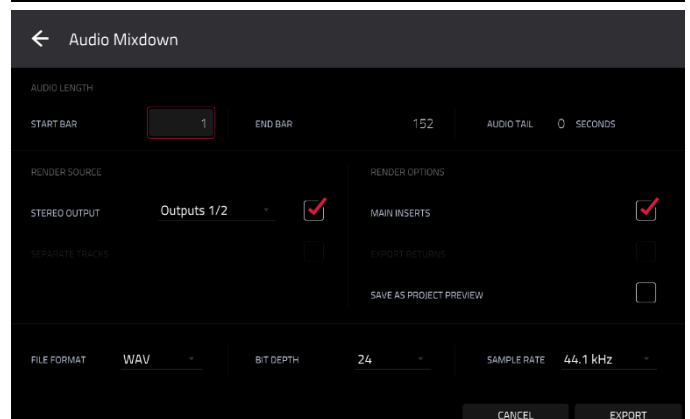 Audio Mixdown
AUDIO LENGTH
START BAR 1 END BAR 152 AUDIO TAIL 0 SECONDS
RENDER SOURCE RENDER OPTIONS
STEREO OUTPUT Outputs 1/2 MAIN INSERTS
SEPARATE TRACKS EXPORT RETURNS
SAVE AS PROJECT PREVIEW
FILE FORMAT WAV BIT DEPTH 24 SAMPLE RATE 44.1 kHz
CANCEL EXPORT